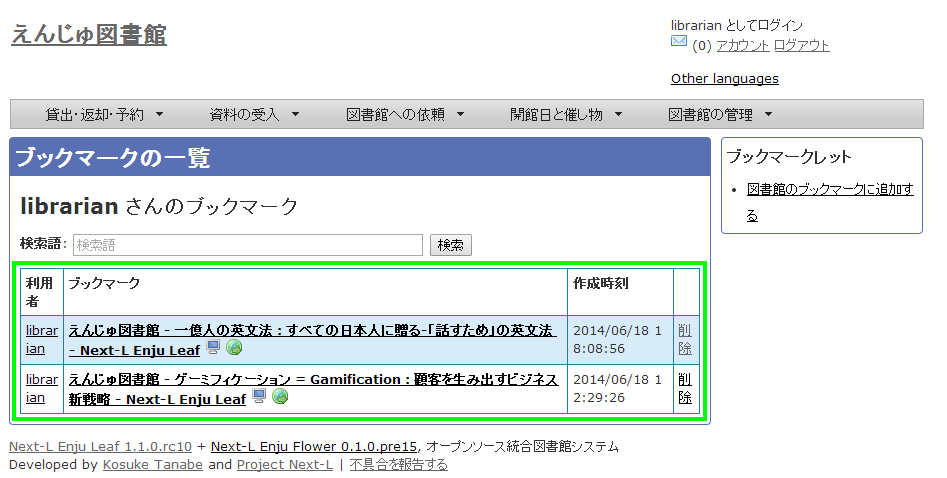 えんじゅ図書館
librarian としてログイン
(0) アカウント ログアウト
Other languages
貸出・返却・予約 資料の受入 図書館への依頼 開館日と催し物 図書館の管理
ブックマークの一覧
librarian さんのブックマーク
検索語: 検索語 検索
利用者 ブックマーク 作成時刻
librar
ian
えんじゅ図書館 - 一億人の英文法 : すべての日本人に贈る-「話すため」の英文法
- Next-L Enju Leaf
2014/06/18 1
8:08:56
削
除
librar
ian
えんじゅ図書館 - ゲーミフィケーション = Gamification : 顧客を生み出すビジネス
新戦略 - Next-L Enju Leaf
2014/06/18 1
2:29:26
削
除
ブックマークレット
図書館のブックマークに追加す
る
Next-L Enju Leaf 1.1.0.rc10 + Next-L Enju Flower 0.1.0.pre15, オープンソース統合図書館システム
Developed by Kosuke Tanabe and Project Next-L | 不具合を報告する